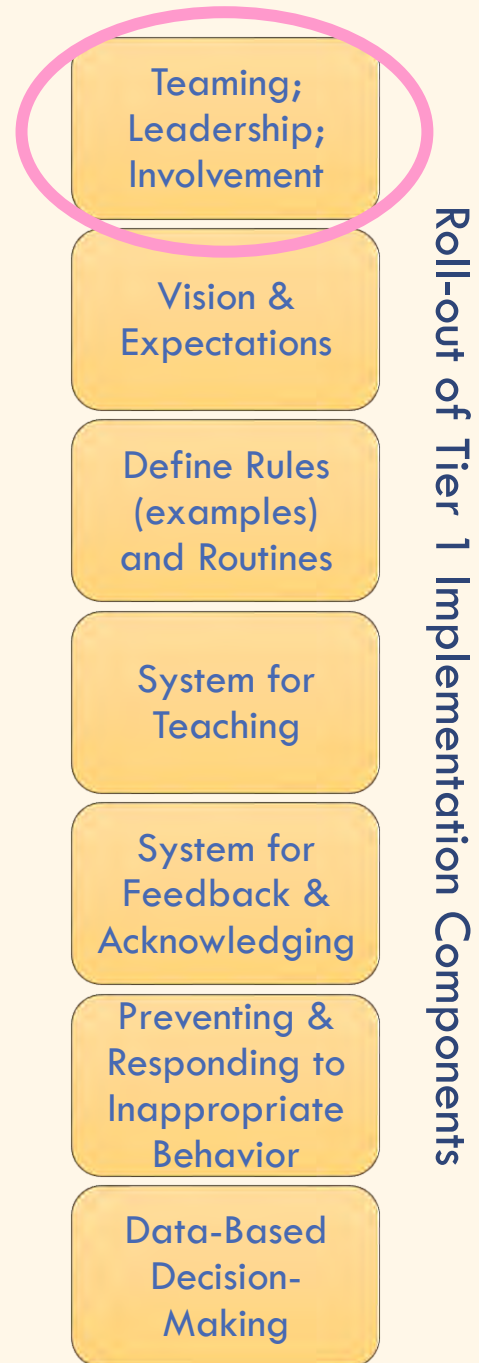 Teaming;
Leadership;
Involvement
Vision &
Expectations
Define Rules
(examples)
and Routines
System for
Teaching
System for
Feedback &
Acknowledging
Preventing &
Responding to
Inappropriate
Behavior
Data-Based
Decision-
Making
Roll-out of Tier 1 Implementation Components